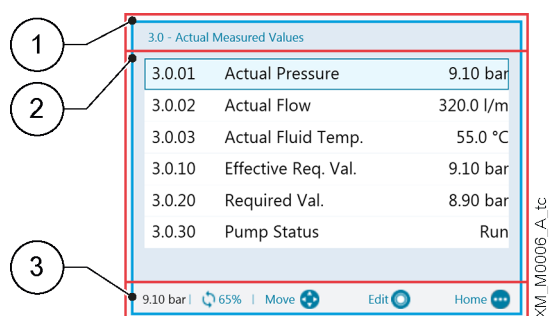 1
3.0 - Actual Measured Values
2
3.0.01 Actual Pressure 9.10 bar
3.0.02 Actual Flow 320.0 l/m
3.0.03 Actual Fluid Temp. 55.0 °C
3.0.10 Effective Req. Val. 9.10 bar
3.0.20 Required Val. 8.90 bar
3.0.30 Pump Status Run
3
9.10 bar | 65% | Move Edit Home
XM_M0006_A_tc